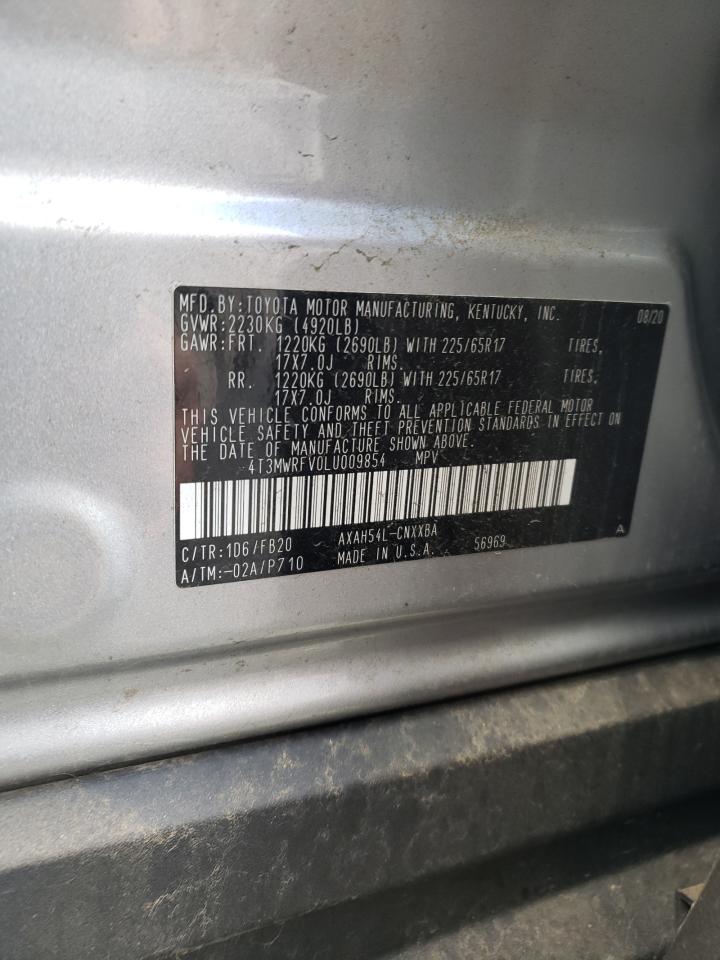 MFD. BY: TOYOTA MOTOR MANUFACTURING, KENTUCKY, INC. 08/20
GVWR: 2230KG (4920LB)
GAWR: FRT. 1220KG (2690LB) WITH 225/65R17 TIRES,
17X7.0J RIMS.
RR. 1220KG (2690LB) WITH 225/65R17 TIRES,
17X7.0J RIMS.
THIS VEHICLE CONFORMS TO ALL APPLICABLE FEDERAL MOTOR
VEHICLE SAFETY AND THEFT PREVENTION STANDARDS IN EFFECT ON
THE DATE OF MANUFACTURE SHOWN ABOVE.
4T3MWRFV0LU009854 MPV
C/TR: 1D6/FB20 AXAH54L-CNXXBA A
A/TM: -02A/P710 MADE IN U.S.A. 56969